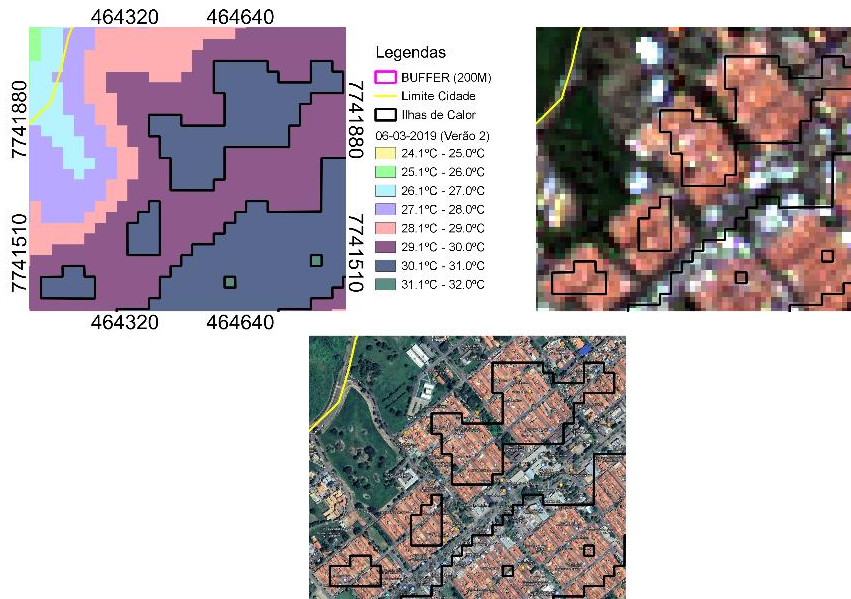 464320 464640
7741880
7741510
Legendas
BUFFER (200M)
Limite Cidade
Ilhas de Calor
06-03-2019 (Verão 2)
24.1ºC - 25.0ºC
25.1ºC - 26.0ºC
26.1ºC - 27.0ºC
27.1ºC - 28.0ºC
28.1ºC - 29.0ºC
29.1ºC - 30.0ºC
30.1ºC - 31.0ºC
31.1ºC - 32.0ºC
7741880
7741510
464320 464640